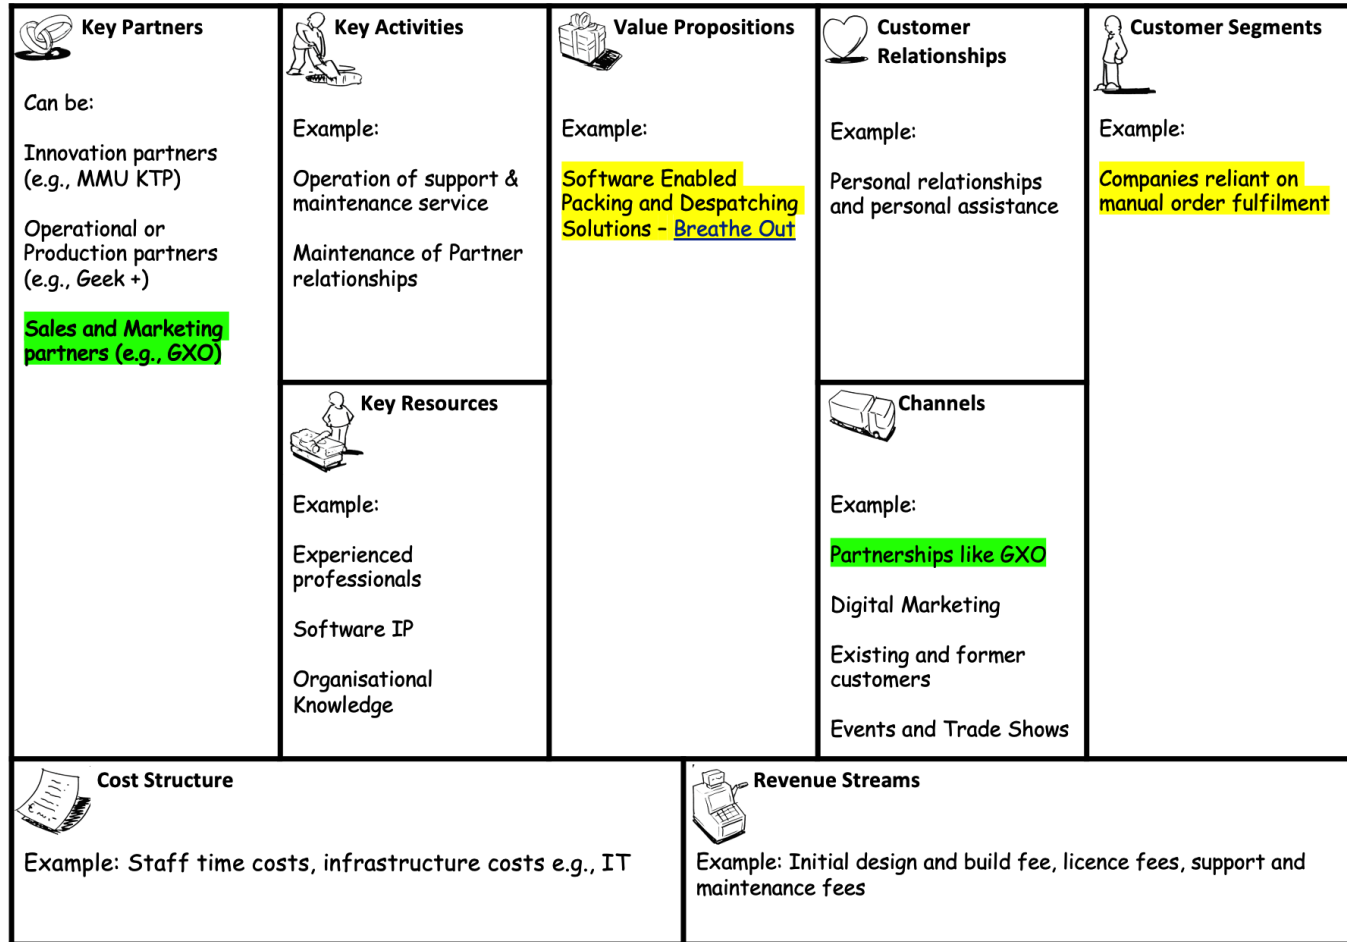 Key Partners
Can be:
Innovation partners
(e.g., MMU KTP)
Operational or
Production partners
(e.g., Geek +)
Sales and Marketing
partners (e.g., GXO)
Key Activities
Example:
Operation of support &
maintenance service
Maintenance of Partner
relationships
Key Resources
Example:
Experienced
professionals
Software IP
Organisational
Knowledge
Value Propositions
Example:
Software Enabled
Packing and Despatching
Solutions – Breathe Out
Customer
Relationships
Example:
Personal relationships
and personal assistance
Channels
Example:
Partnerships like GXO
Digital Marketing
Existing and former
customers
Events and Trade Shows
Customer Segments
Example:
Companies reliant on
manual order fulfilment
Cost Structure
Example: Staff time costs, infrastructure costs e.g., IT
Revenue Streams
Example: Initial design and build fee, licence fees, support and
maintenance fees